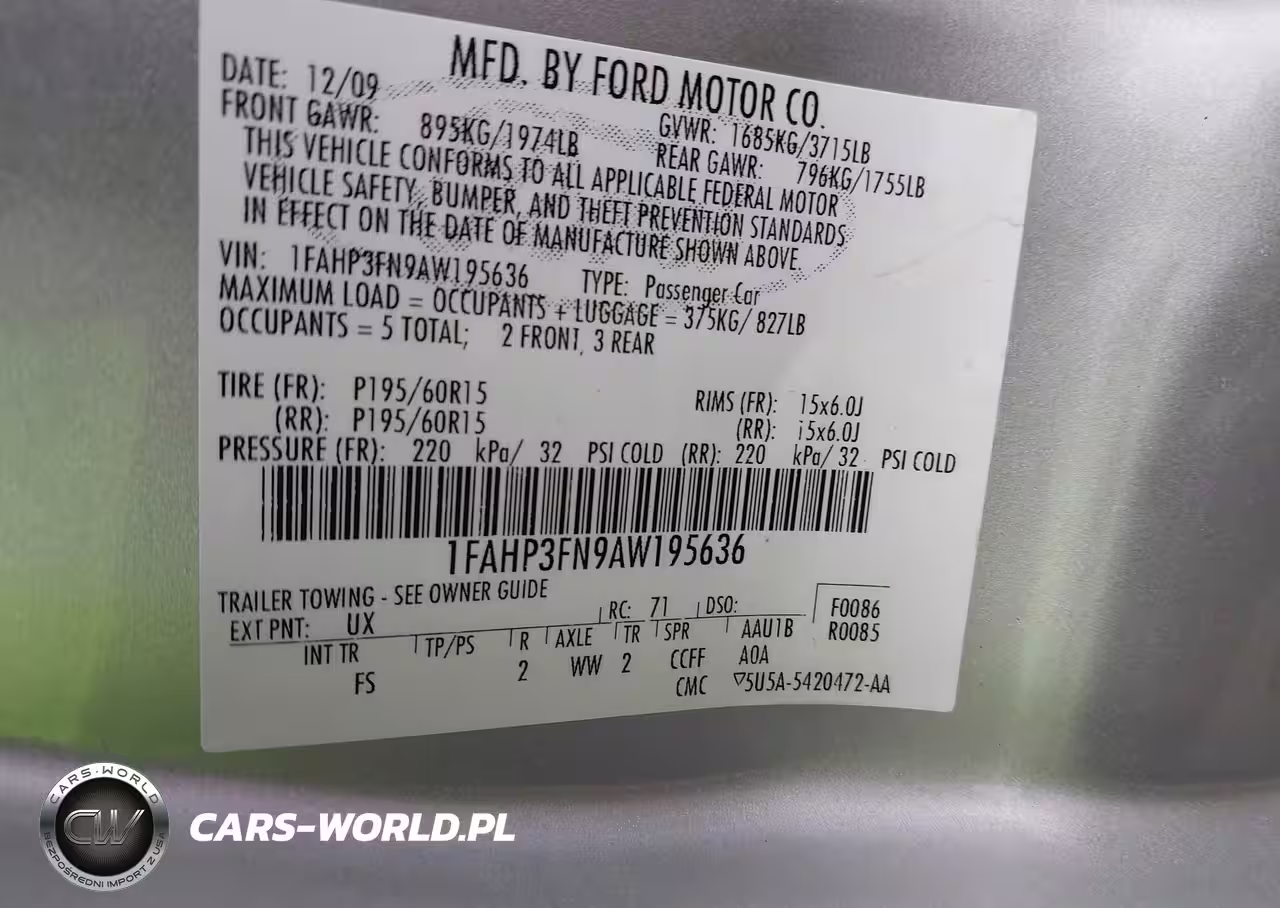 MFD. BY FORD MOTOR CO.
DATE: 12/09 GVWR: 1685KG/3715LB
FRONT GAWR: 895KG/1974LB REAR GAWR: 796KG/1755LB
THIS VEHICLE CONFORMS TO ALL APPLICABLE FEDERAL MOTOR
VEHICLE SAFETY, BUMPER, AND THEFT PREVENTION STANDARDS
IN EFFECT ON THE DATE OF MANUFACTURE SHOWN ABOVE.
VIN: 1FAHP3FN9AW195636 TYPE: Passenger Car
MAXIMUM LOAD = OCCUPANTS + LUGGAGE = 375KG/ 827LB
OCCUPANTS = 5 TOTAL; 2 FRONT, 3 REAR
TIRE (FR): P195/60R15 RIMS (FR): 15x6.0J
(RR): P195/60R15 (RR): 15x6.0J
PRESSURE (FR): 220 kPa/ 32 PSI COLD (RR): 220 kPa/ 32 PSI COLD
1FAHP3FN9AW195636
TRAILER TOWING - SEE OWNER GUIDE
EXT PNT: UX RC: 71 DSO: F0086
INT TR TP/PS R AXLE TR SPR AAU1B R0085
FS 2 WW 2 CCFF A0A
CMC ▽5U5A-5420472-AA
CARS-WORLD
CW
BEZPOŚREDNI IMPORT Z USA
CARS-WORLD.PL